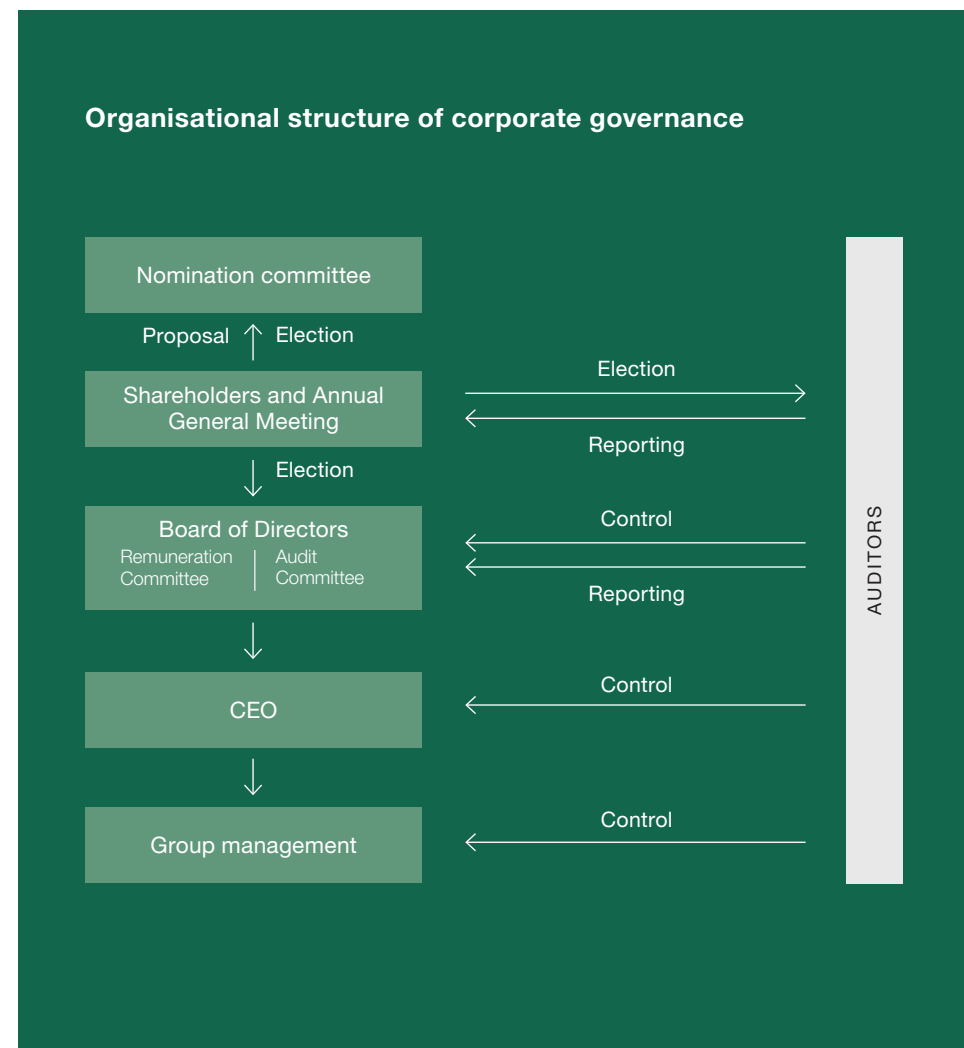 Organisational structure of corporate governance
Nomination committee
Proposal
Election
Shareholders and Annual
General Meeting
Election
Reporting
Election
Board of Directors
Remuneration
Committee
Audit
Committee
Control
Reporting
CEO
Control
Group management
Control
AUDITORS